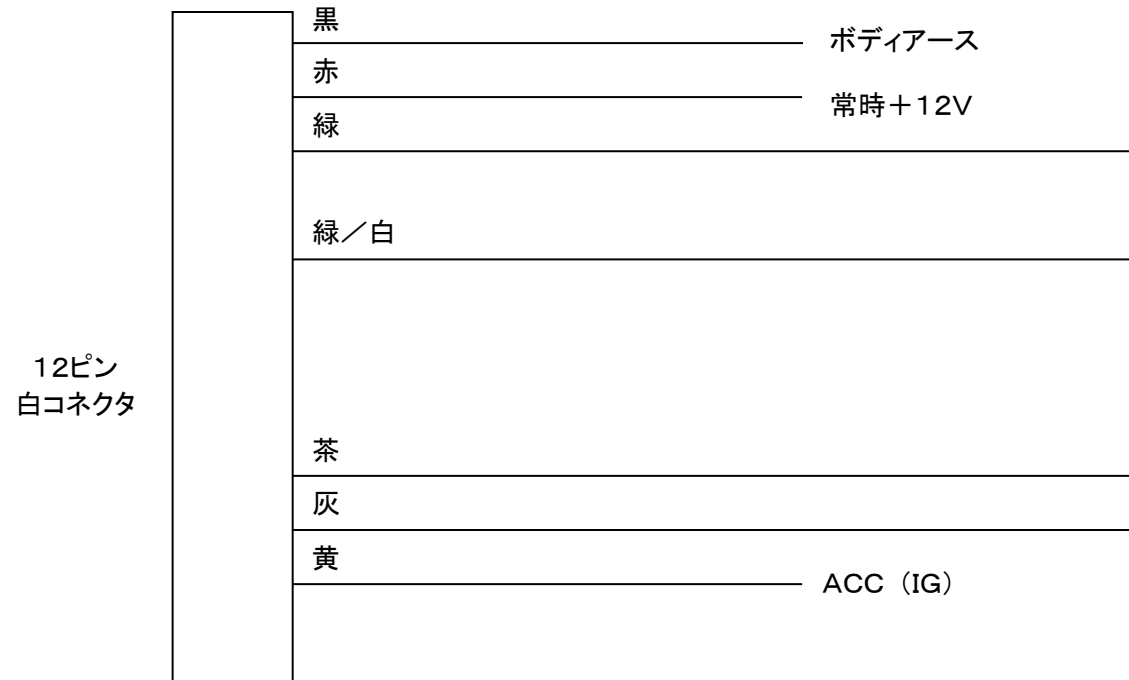 黒
ボディアース
赤
常時＋１２Ｖ
緑
緑／白
１２ピン
白コネクタ
茶
灰
黄
ＡＣＣ（ＩＧ）